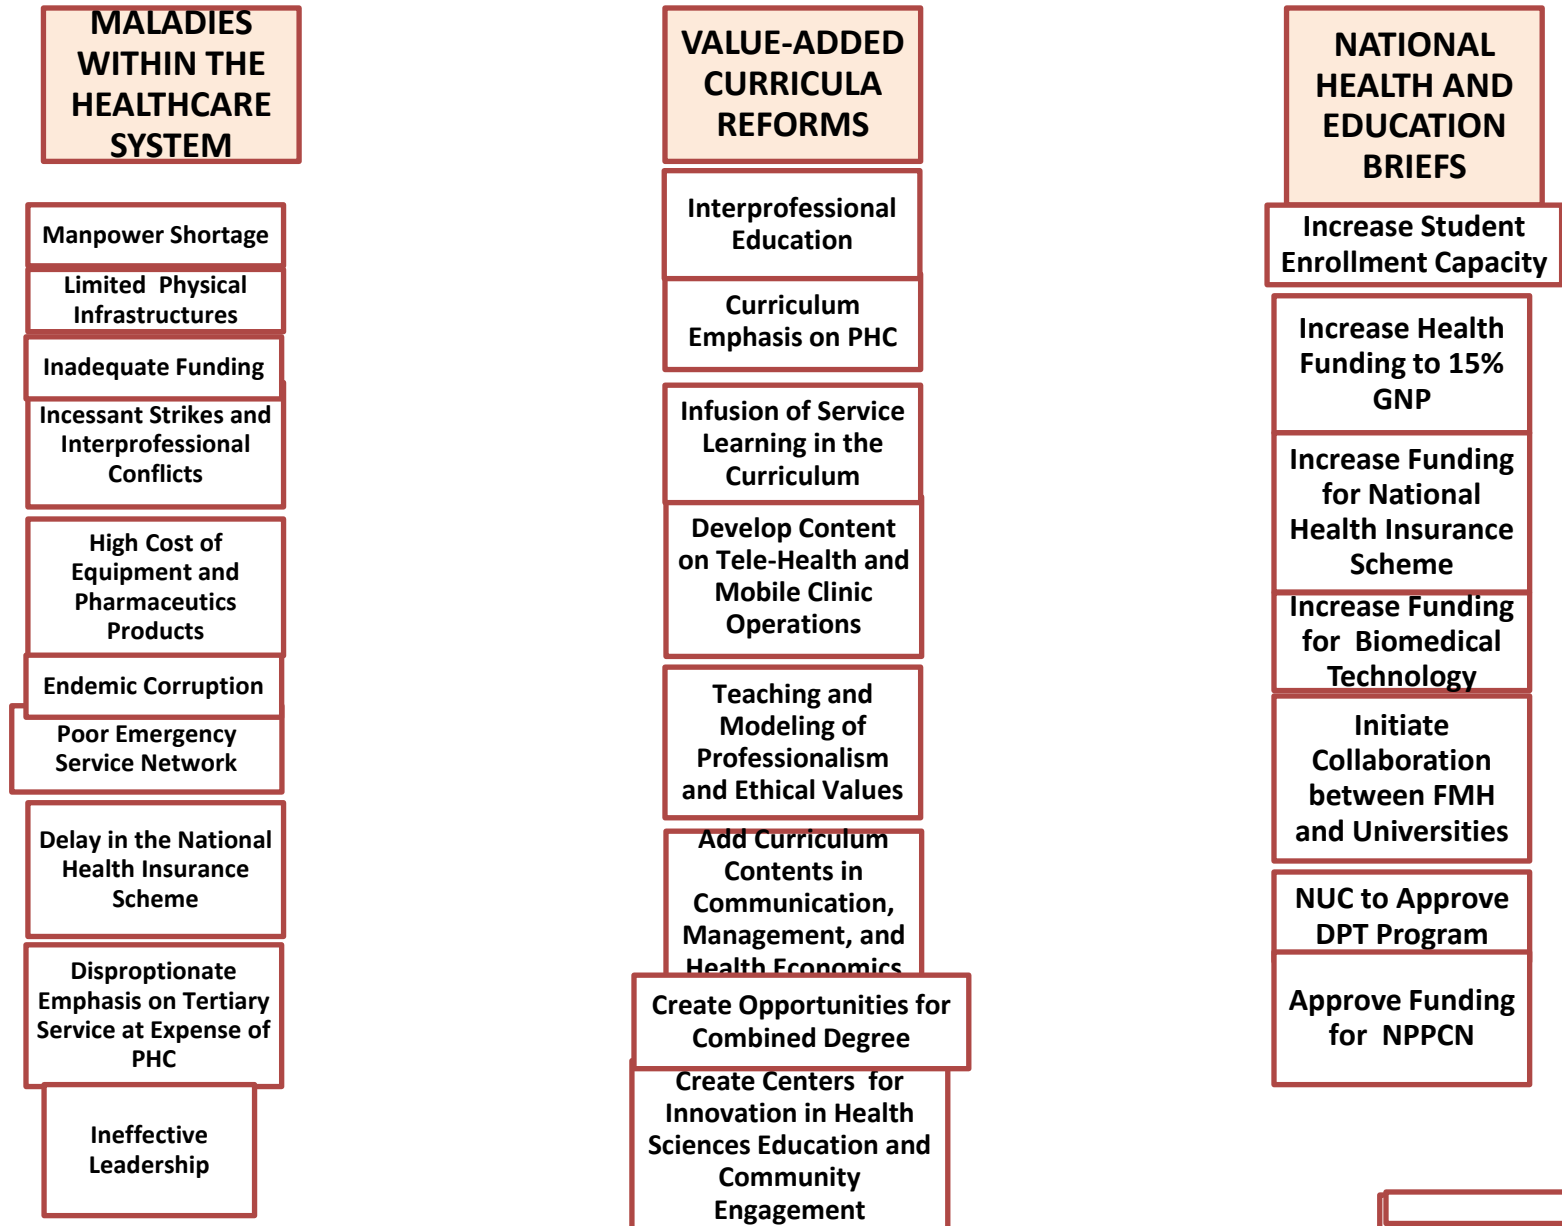 MALADIES
WITHIN THE
HEALTHCARE
SYSTEM
Manpower Shortage
Limited Physical
Infrastructures
Inadequate Funding
Incessant Strikes and
Interprofessional
Conflicts
High Cost of
Equipment and
Pharmaceutics
Products
Endemic Corruption
Poor Emergency
Service Network
Delay in the National
Health Insurance
Scheme
Disproptionate
Emphasis on Tertiary
Service at Expense of
PHC
Ineffective
Leadership
VALUE-ADDED
CURRICULA
REFORMS
Interprofessional
Education
Curriculum
Emphasis on PHC
Infusion of Service
Learning in the
Curriculum
Develop Content
on Tele-Health and
Mobile Clinic
Operations
Teaching and
Modeling of
Professionalism
and Ethical Values
Add Curriculum
Contents in
Communication,
Management, and
Health Economics
Create Opportunities for
Combined Degree
Create Centers for
Innovation in Health
Sciences Education and
Community
Engagement
NATIONAL
HEALTH AND
EDUCATION
BRIEFS
Increase Student
Enrollment Capacity
Increase Health
Funding to 15%
GNP
Increase Funding
for National
Health Insurance
Scheme
Increase Funding
for Biomedical
Technology
Initiate
Collaboration
between FMH
and Universities
NUC to Approve
DPT Program
Approve Funding
for NPPCN